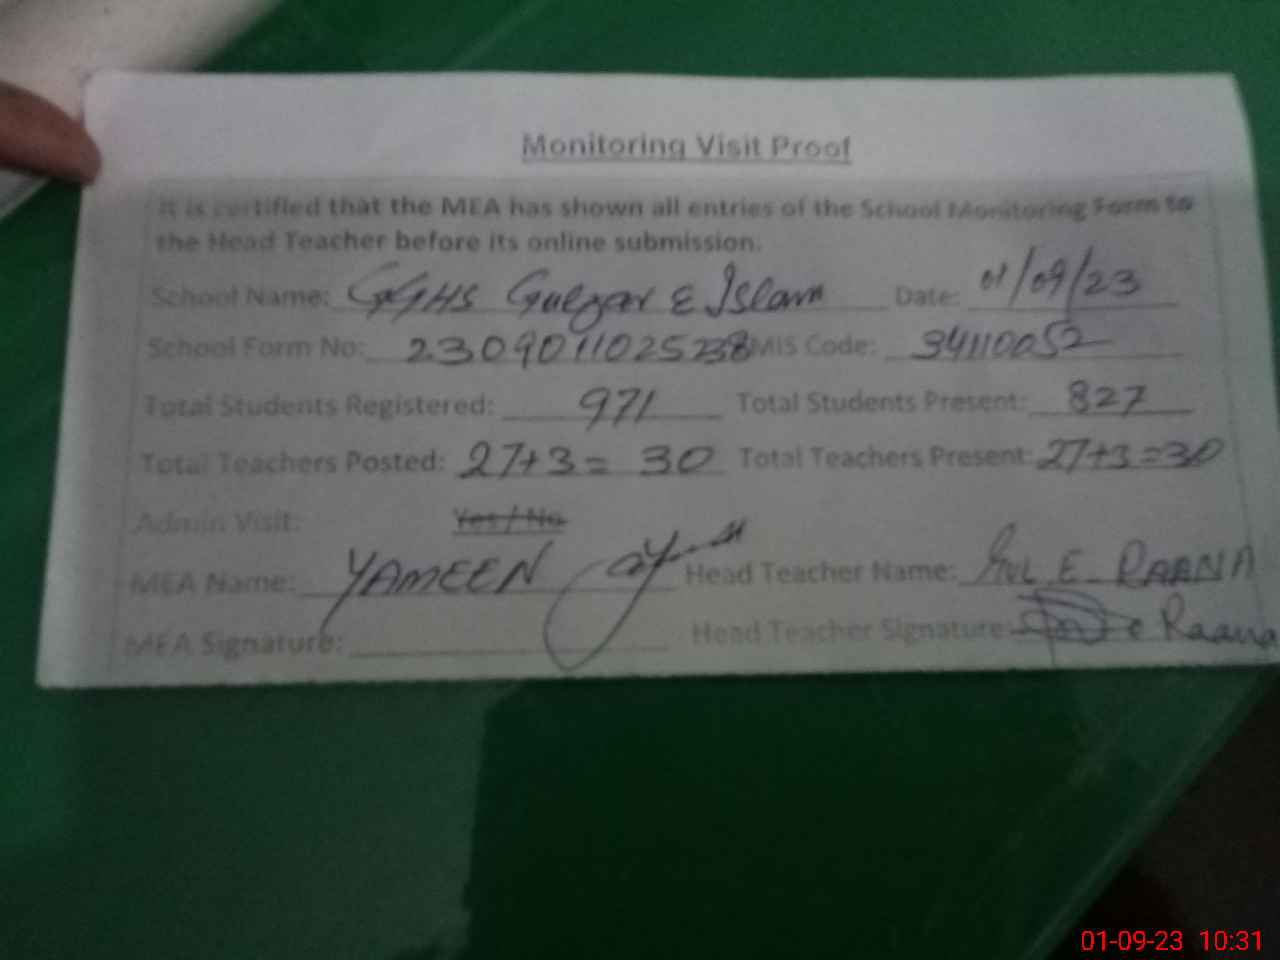 Monitoring Visit Proof
It is certified that the MEA has shown all entries of the School Monitoring Form to
the Head Teacher before its online submission.
School Name: GGHS Gulzar E Islam Date: 01/09/23
School Form No: 230901102523 MIS Code: 34110052
Total Students Registered: 971 Total Students Present: 827
Total Teachers Posted: 27+3= 30 Total Teachers Present: 27+3=30
Admin Visit: Yes / No
MEA Name: YAMEEN Head Teacher Name: GUL E RAANA
MEA Signature: Head Teacher Signature: e Raana
01-09-23 10:31